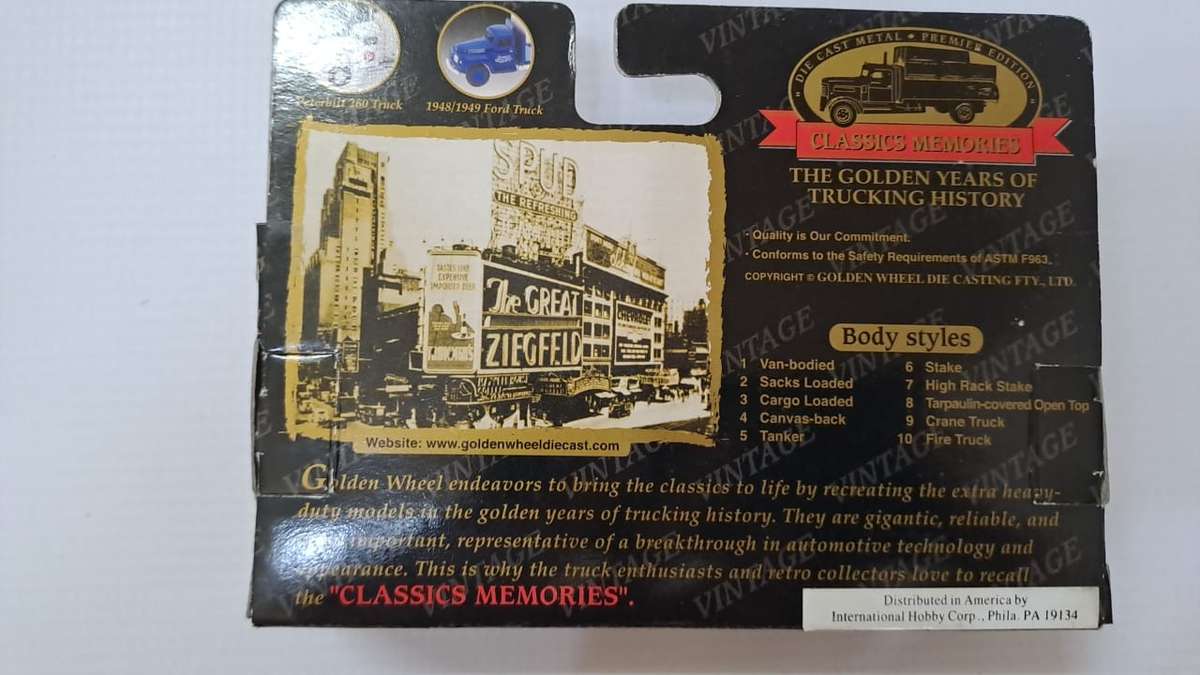 Peterbilt 260 Truck
1948/1949 Ford Truck
DIE CAST METAL • PREMIER EDITION
CLASSICS MEMORIES
THE GOLDEN YEARS OF
TRUCKING HISTORY
· Quality is Our Commitment.
· Conforms to the Safety Requirements of ASTM F963.
COPYRIGHT © GOLDEN WHEEL DIE CASTING FTY., LTD.
SPUD
THE REFRESHING
TASTES LIKE
EXPENSIVE
IMPORTED BEER
The GREAT
ZIEGFELD
CHEVROLET
Website: www.goldenwheeldiecast.com
Body styles
1 Van-bodied
2 Sacks Loaded
3 Cargo Loaded
4 Canvas-back
5 Tanker
6 Stake
7 High Rack Stake
8 Tarpaulin-covered Open Top
9 Crane Truck
10 Fire Truck
Golden Wheel endeavors to bring the classics to life by recreating the extra heavy-
duty models in the golden years of trucking history. They are gigantic, reliable, and
important, representative of a breakthrough in automotive technology and
appearance. This is why the truck enthusiasts and retro collectors love to recall
the "CLASSICS MEMORIES".
Distributed in America by
International Hobby Corp., Phila. PA 19134
VINTAGE